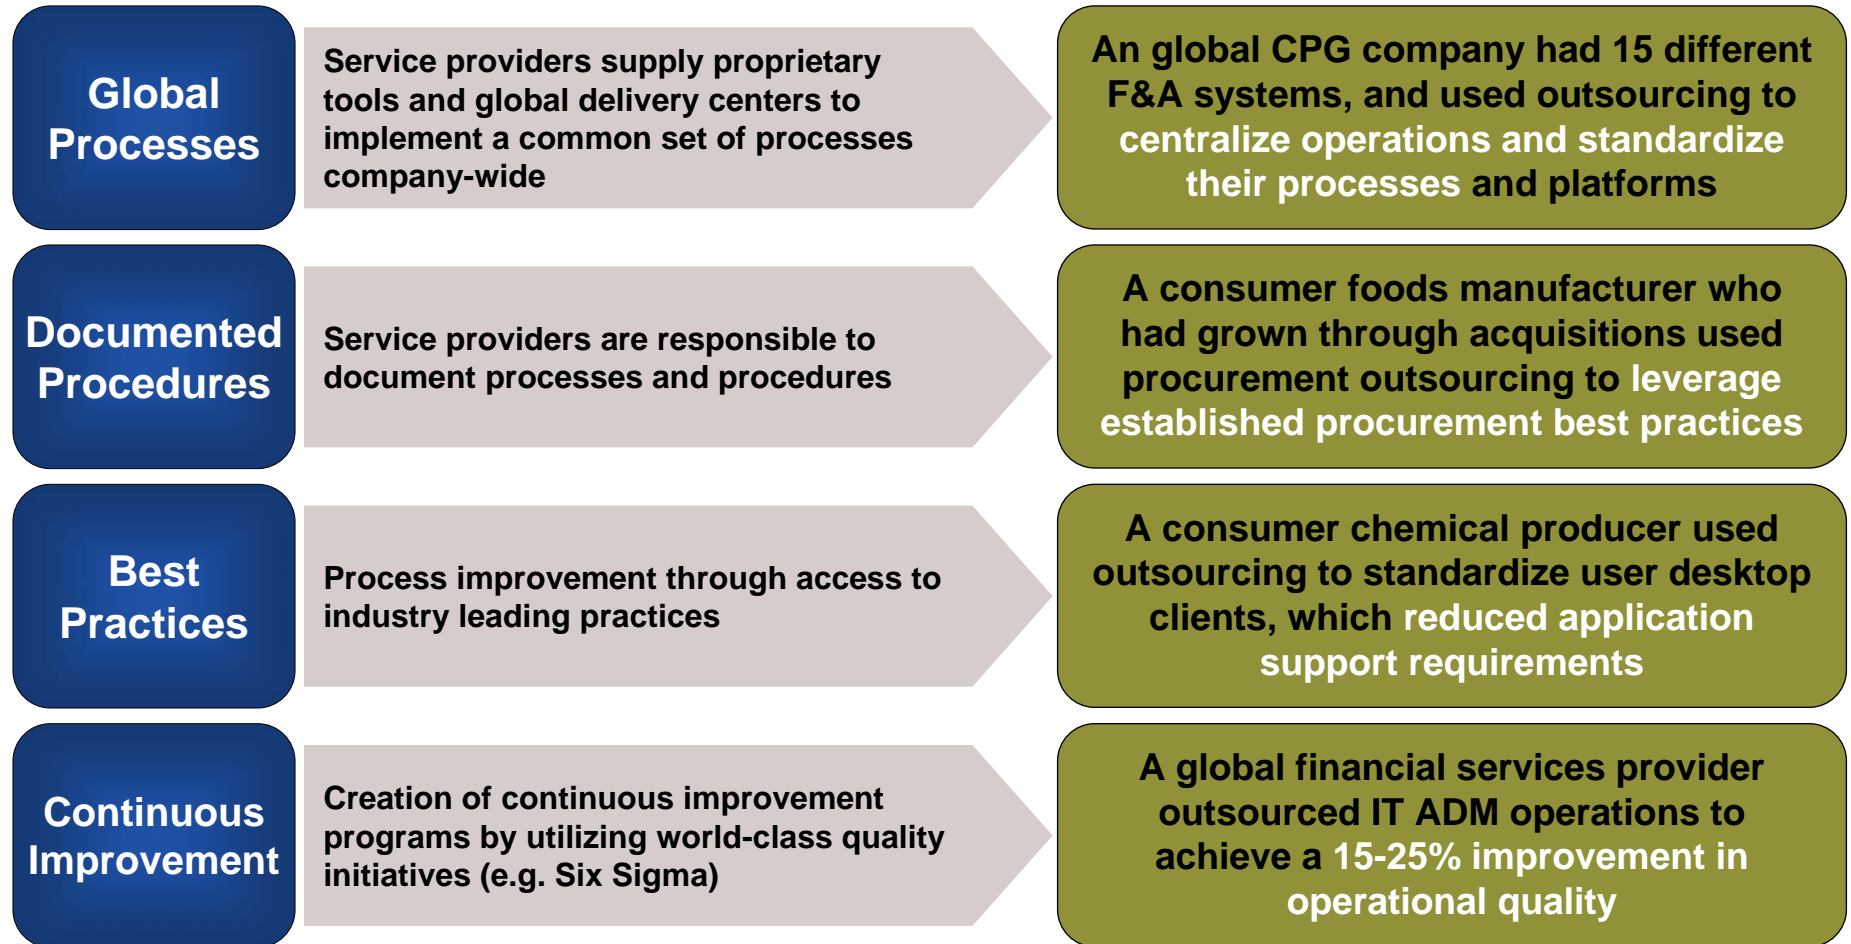 Global
Processes
Service providers supply proprietary
tools and global delivery centers to
implement a common set of processes
company-wide
An global CPG company had 15 different
F&A systems, and used outsourcing to
centralize operations and standardize
their processes and platforms
Documented
Procedures
Service providers are responsible to
document processes and procedures
A consumer foods manufacturer who
had grown through acquisitions used
procurement outsourcing to leverage
established procurement best practices
Best
Practices
Process improvement through access to
industry leading practices
A consumer chemical producer used
outsourcing to standardize user desktop
clients, which reduced application
support requirements
Continuous
Improvement
Creation of continuous improvement
programs by utilizing world-class quality
initiatives (e.g. Six Sigma)
A global financial services provider
outsourced IT ADM operations to
achieve a 15-25% improvement in
operational quality